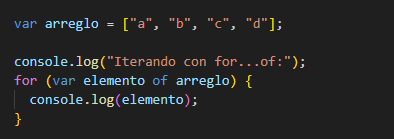 var arreglo = ["a", "b", "c", "d"];
console.log("Iterando con for...of:");
for (var elemento of arreglo) {
  console.log(elemento);
}